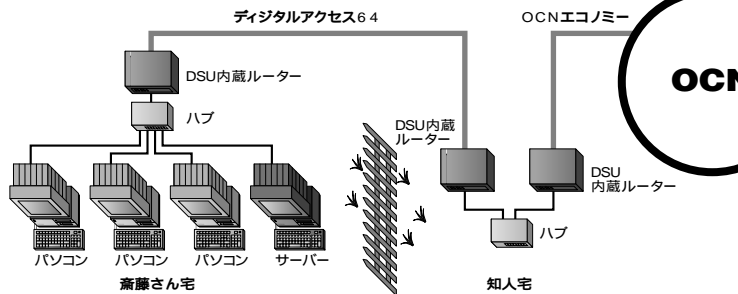 ディジタルアクセス64
OCNエコノミー
OCN
DSU内蔵ルーター
ハブ
DSU内蔵
ルーター
DSU
内蔵ルーター
ハブ
パソコン
パソコン
パソコン
サーバー
斎藤さん宅
知人宅